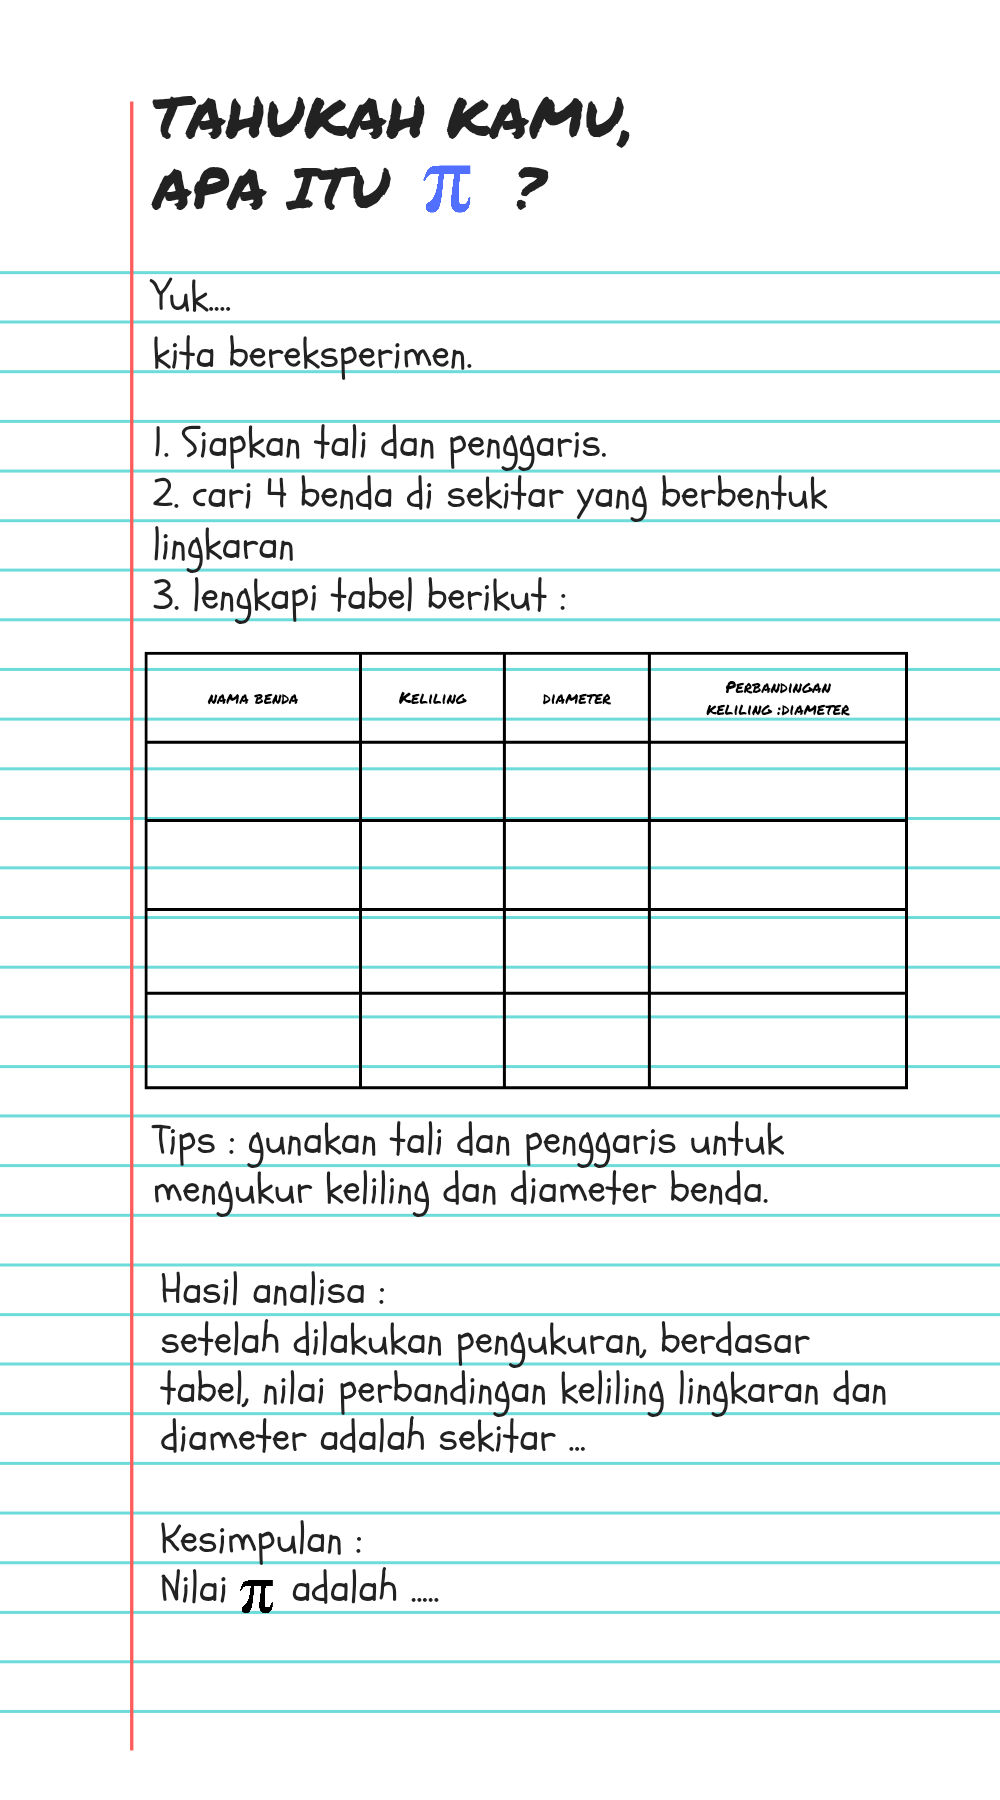 TAHUKAH KAMU,
APA ITU π ?
Yuk....
kita bereksperimen.
1. Siapkan tali dan penggaris.
2. cari 4 benda di sekitar yang berbentuk
lingkaran
3. lengkapi tabel berikut :
NAMA BENDA
KELILING
DIAMETER
PERBANDINGAN
KELILING :DIAMETER
Tips : gunakan tali dan penggaris untuk
mengukur keliling dan diameter benda.
Hasil analisa :
setelah dilakukan pengukuran, berdasar
tabel, nilai perbandingan keliling lingkaran dan
diameter adalah sekitar ...
Kesimpulan :
Nilai π adalah .....